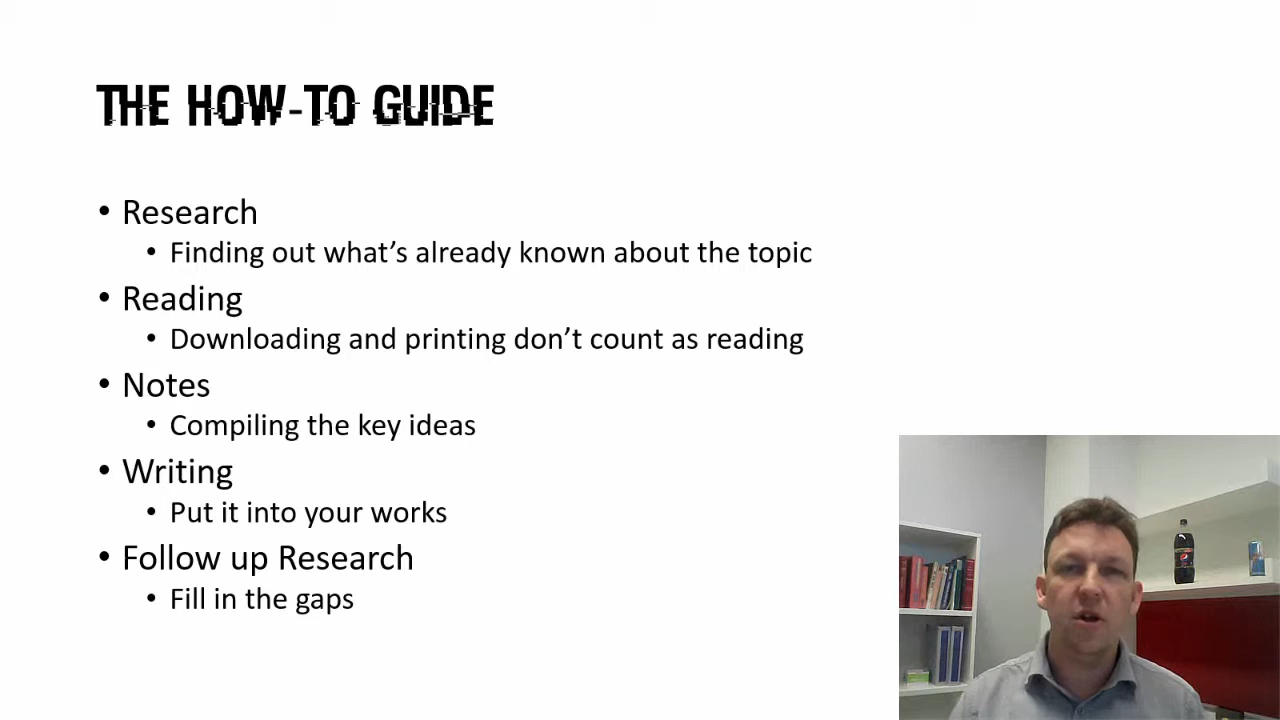 THE HOW-TO GUIDE
• Research
• Finding out what’s already known about the topic
• Reading
• Downloading and printing don’t count as reading
• Notes
• Compiling the key ideas
• Writing
• Put it into your works
• Follow up Research
• Fill in the gaps